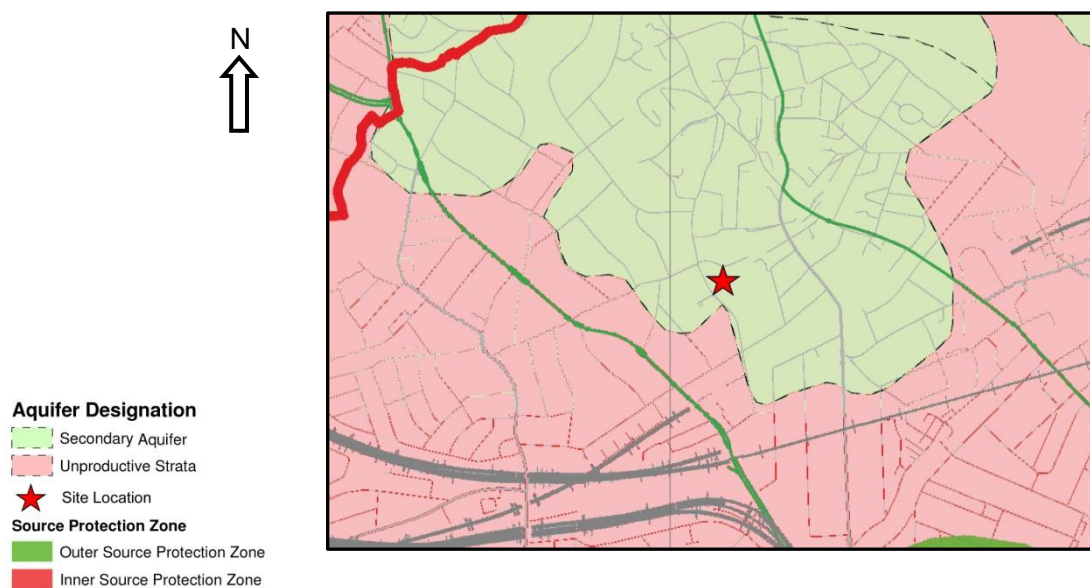 N
Aquifer Designation
Secondary Aquifer
Unproductive Strata
Site Location
Source Protection Zone
Outer Source Protection Zone
Inner Source Protection Zone